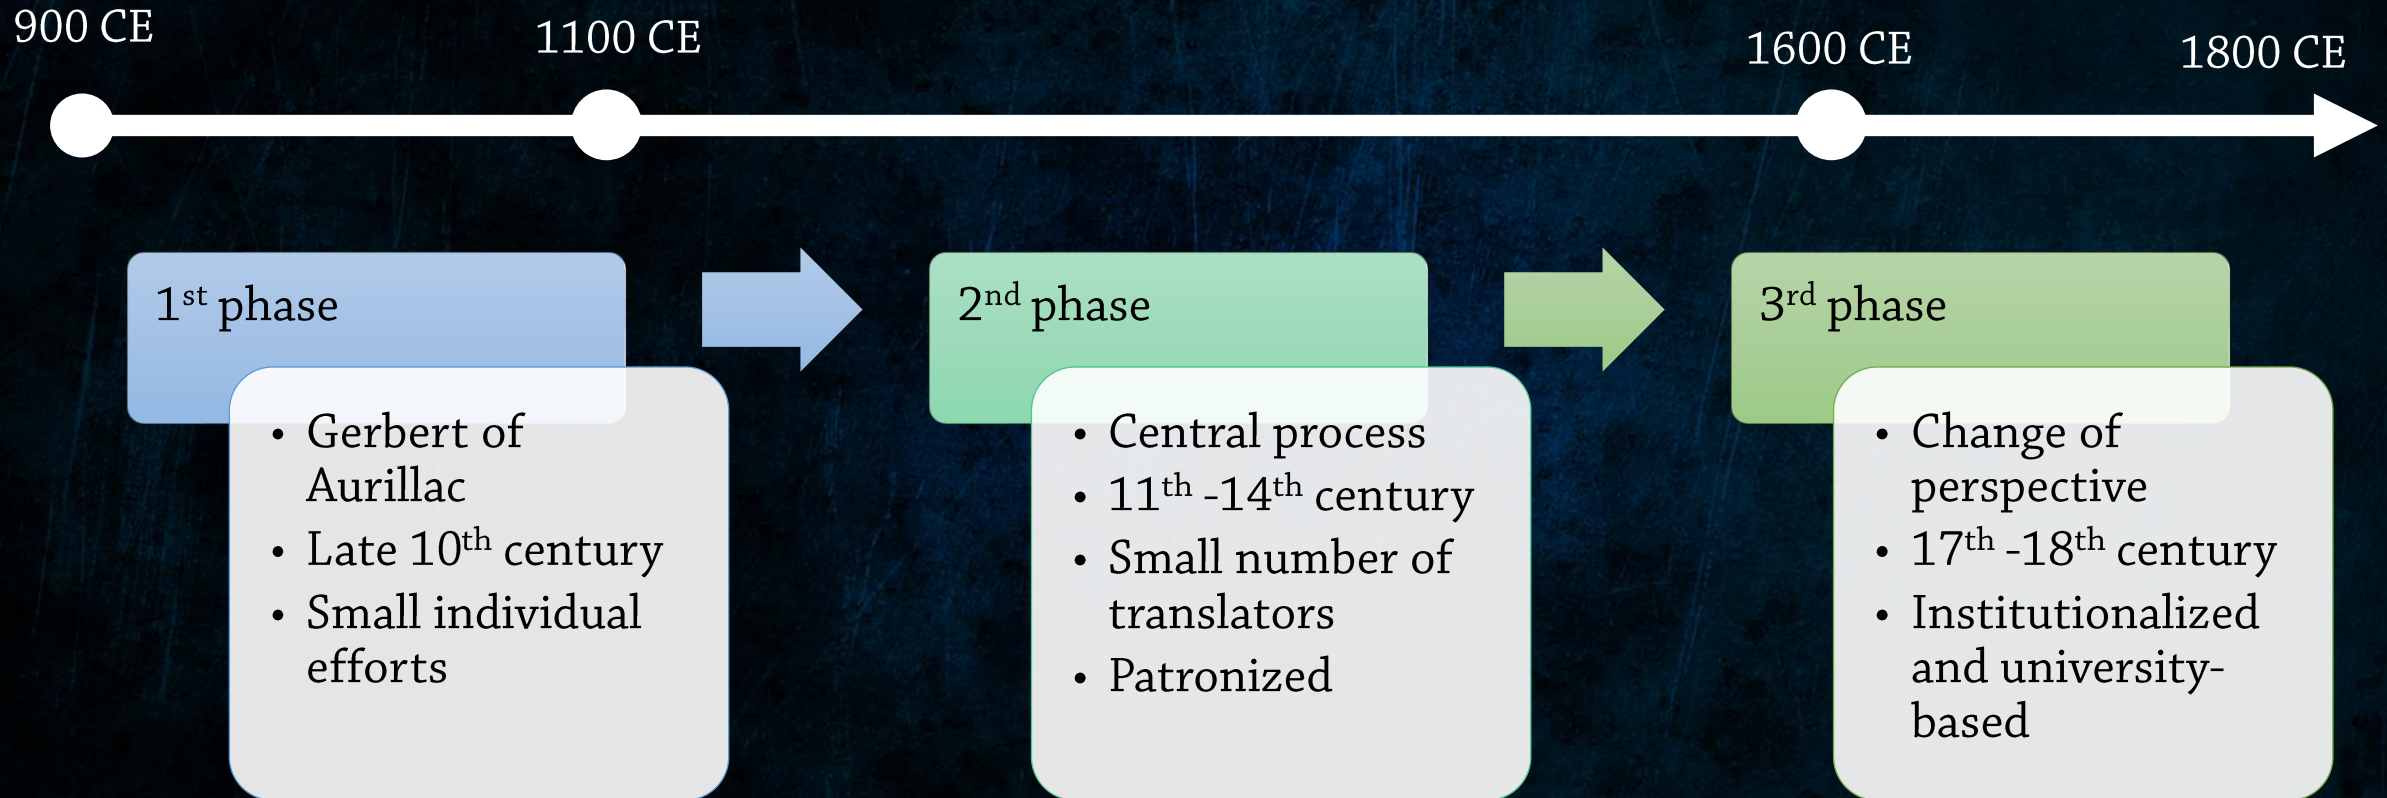 900 CE
1100 CE
1600 CE
1800 CE
1st phase
• Gerbert of
Aurillac
• Late 10th century
• Small individual
efforts
2nd phase
• Central process
• 11th -14th century
• Small number of
translators
• Patronized
3rd phase
• Change of
perspective
• 17th -18th century
• Institutionalized
and university-
based